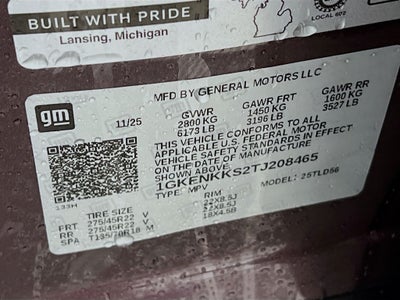 BUILT WITH PRIDE
Lansing, Michigan
LOCAL 602
MFD BY GENERAL MOTORS LLC
gm
11/25
GVWR GAWR FRT GAWR RR
2800 KG 1450 KG 1600 KG
6173 LB 3196 LB 3527 LB
THIS VEHICLE CONFORMS TO ALL
APPLICABLE U.S. FEDERAL MOTOR
VEHICLE SAFETY STANDARDS IN EFFECT
ON THE DATE OF MANUFACTURE
SHOWN ABOVE.
1GKENKKS2TJ208465
TYPE: MPV MODEL: 25TLD56
TIRE SIZE RIM
FRT 275/45R22 V 22X8.5J
RR 275/45R22 V 22X8.5J
SPA T135/70R18 M 18X4.5B